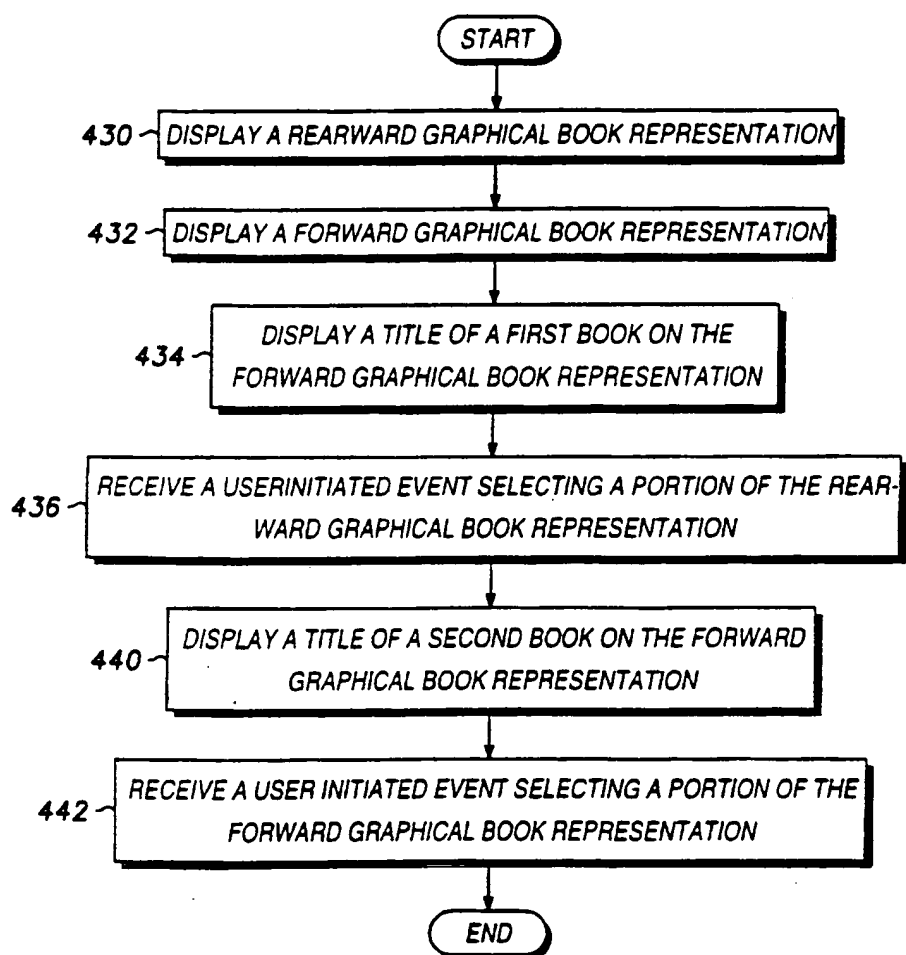 START
430 DISPLAY A REARWARD GRAPHICAL BOOK REPRESENTATION
432 DISPLAY A FORWARD GRAPHICAL BOOK REPRESENTATION
DISPLAY A TITLE OF A FIRST BOOK ON THE
434 FORWARD GRAPHICAL BOOK REPRESENTATION
RECEIVE A USERINITIATED EVENT SELECTING A PORTION OF THE REAR-
436 WARD GRAPHICAL BOOK REPRESENTATION
DISPLAY A TITLE OF A SECOND BOOK ON THE FORWARD
440 GRAPHICAL BOOK REPRESENTATION
RECEIVE A USER INITIATED EVENT SELECTING A PORTION OF THE
442 FORWARD GRAPHICAL BOOK REPRESENTATION
END